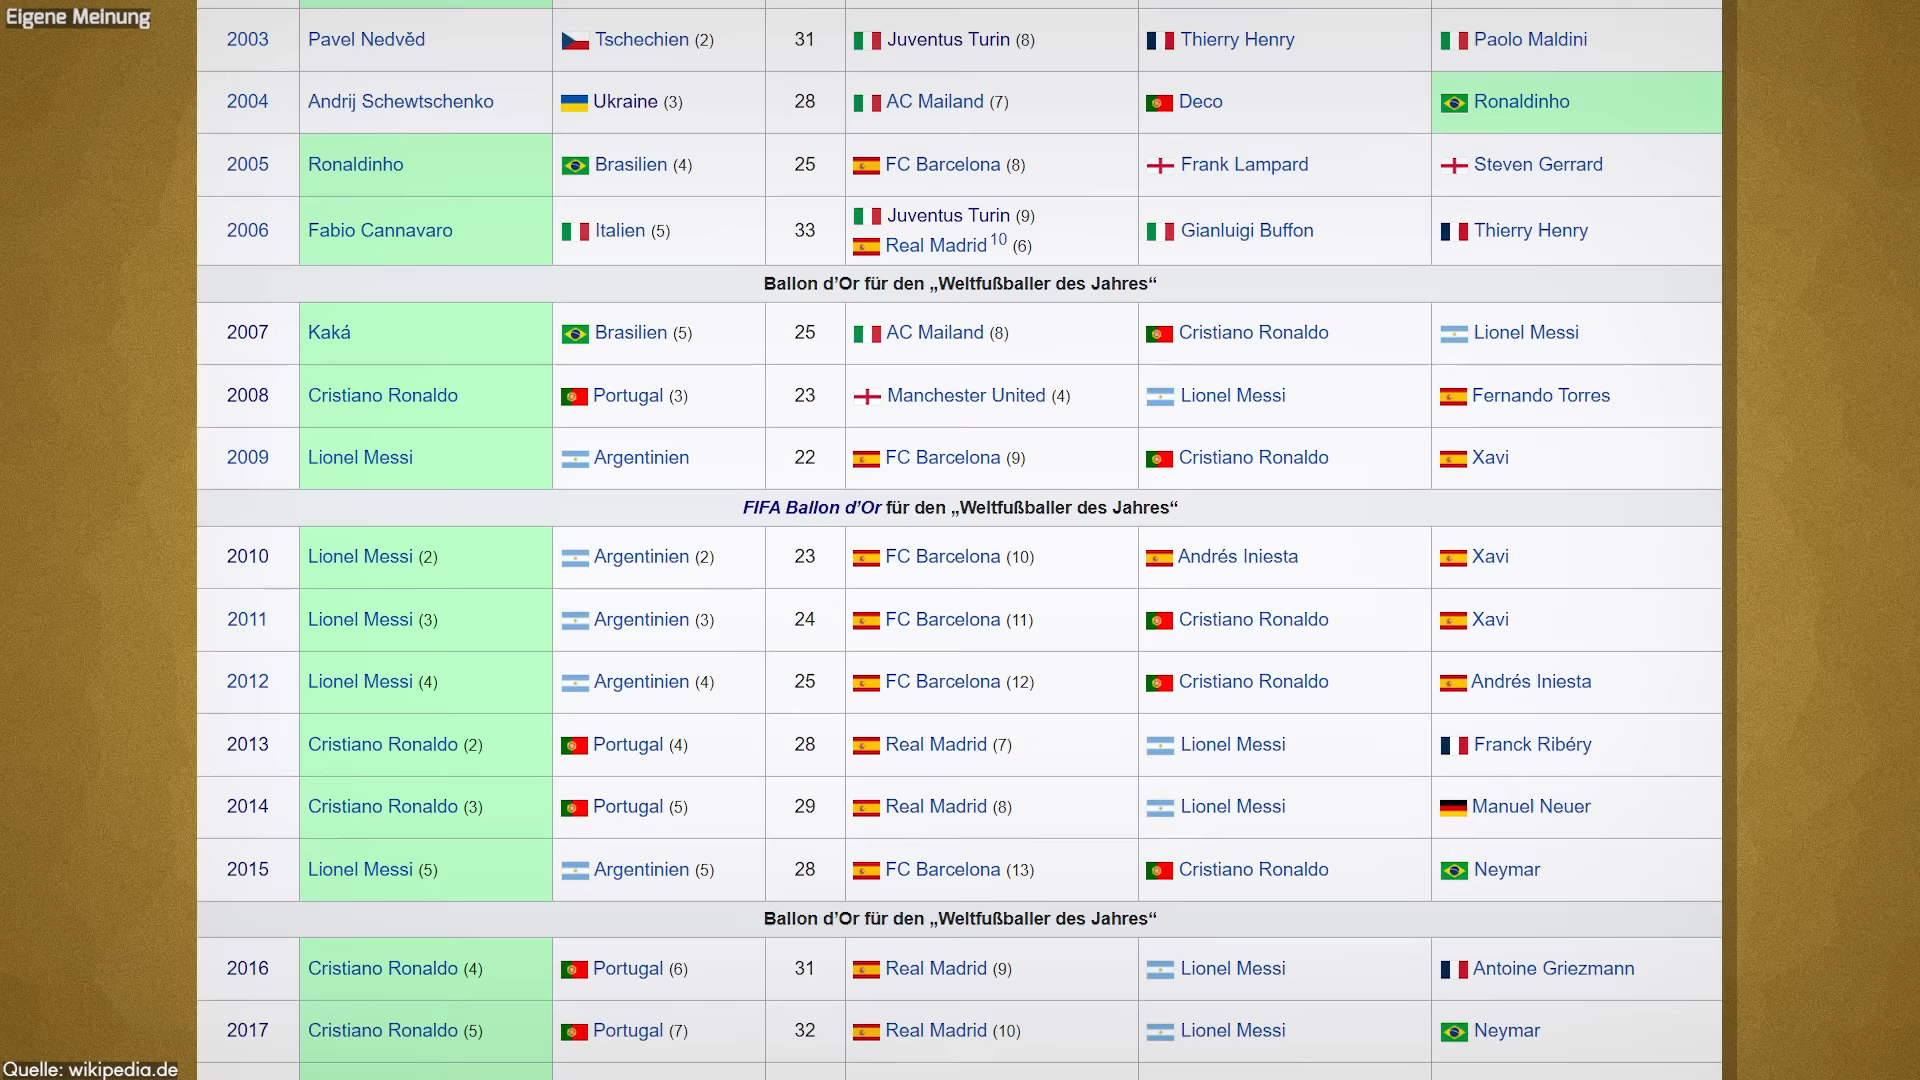 Eigene Meinung
2003 Pavel Nedvěd Tschechien (2) 31 Juventus Turin (8) Thierry Henry Paolo Maldini
2004 Andrij Schewtschenko Ukraine (3) 28 AC Mailand (7) Deco Ronaldinho
2005 Ronaldinho Brasilien (4) 25 FC Barcelona (8) Frank Lampard Steven Gerrard
2006 Fabio Cannavaro Italien (5) 33 Juventus Turin (9) Gianluigi Buffon Thierry Henry
Real Madrid10 (6)
Ballon d’Or für den „Weltfußballer des Jahres“
2007 Kaká Brasilien (5) 25 AC Mailand (8) Cristiano Ronaldo Lionel Messi
2008 Cristiano Ronaldo Portugal (3) 23 Manchester United (4) Lionel Messi Fernando Torres
2009 Lionel Messi Argentinien 22 FC Barcelona (9) Cristiano Ronaldo Xavi
FIFA Ballon d’Or für den „Weltfußballer des Jahres“
2010 Lionel Messi (2) Argentinien (2) 23 FC Barcelona (10) Andrés Iniesta Xavi
2011 Lionel Messi (3) Argentinien (3) 24 FC Barcelona (11) Cristiano Ronaldo Xavi
2012 Lionel Messi (4) Argentinien (4) 25 FC Barcelona (12) Cristiano Ronaldo Andrés Iniesta
2013 Cristiano Ronaldo (2) Portugal (4) 28 Real Madrid (7) Lionel Messi Franck Ribéry
2014 Cristiano Ronaldo (3) Portugal (5) 29 Real Madrid (8) Lionel Messi Manuel Neuer
2015 Lionel Messi (5) Argentinien (5) 28 FC Barcelona (13) Cristiano Ronaldo Neymar
Ballon d’Or für den „Weltfußballer des Jahres“
2016 Cristiano Ronaldo (4) Portugal (6) 31 Real Madrid (9) Lionel Messi Antoine Griezmann
2017 Cristiano Ronaldo (5) Portugal (7) 32 Real Madrid (10) Lionel Messi Neymar
Quelle: wikipedia.de